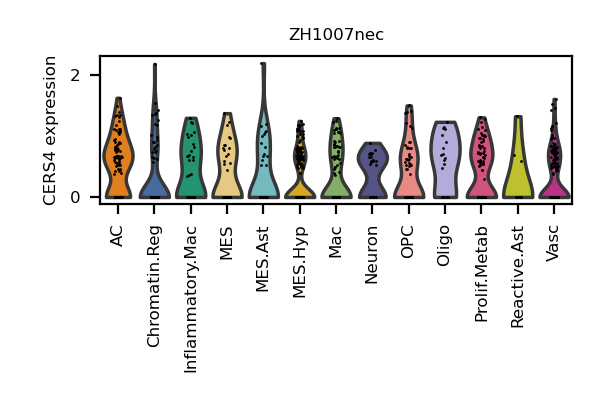 ZH1007nec
CERS4 expression
2
0
AC
Chromatin.Reg
Inflammatory.Mac
MES
MES.Ast
MES.Hyp
Mac
Neuron
OPC
Oligo
Prolif.Metab
Reactive.Ast
Vasc